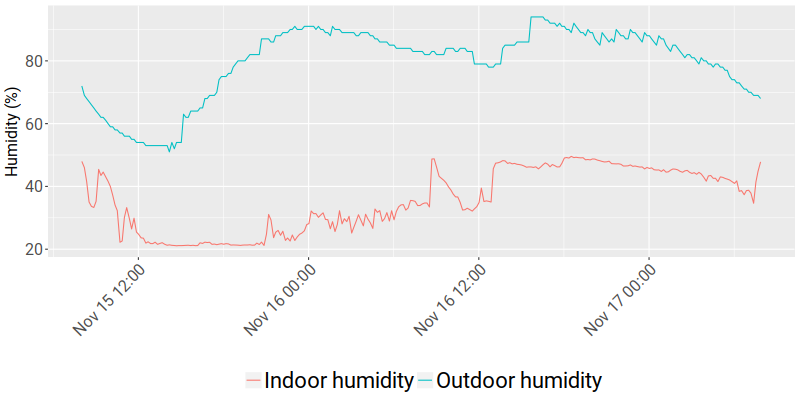 Humidity (%)
80
60
40
20
Nov 15 12:00
Nov 16 00:00
Nov 16 12:00
Nov 17 00:00
Indoor humidity Outdoor humidity